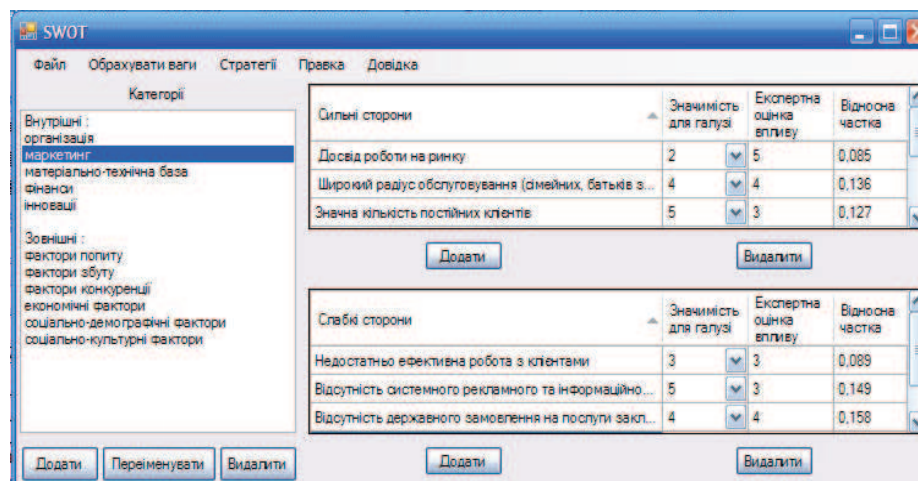 SWOT
Файл Обрахувати ваги Стратегії Правка Довідка
Категорії
Внутрішні :
організація
маркетинг
матеріально-технічна база
фінанси
інновації
Зовнішні :
фактори попиту
фактори збуту
фактори конкуренції
економічні фактори
соціально-демографічні фактори
соціально-культурні фактори
Додати Переіменувати Видалити
Сильні сторони Значимість для галузі Експертна оцінка впливу Відносна частка
Досвід роботи на ринку 2 5 0,085
Широкий радіус обслуговування (сімейних, батьків з... 4 4 0,136
Значна кількість постійних клієнтів 5 3 0,127
Додати Видалити
Слабкі сторони Значимість для галузі Експертна оцінка впливу Відносна частка
Недостатньо ефективна робота з клієнтами 3 3 0,089
Відсутність системного рекламного та інформаційно... 5 3 0,149
Відсутність державного замовлення на послуги закл... 4 4 0,158
Додати Видалити